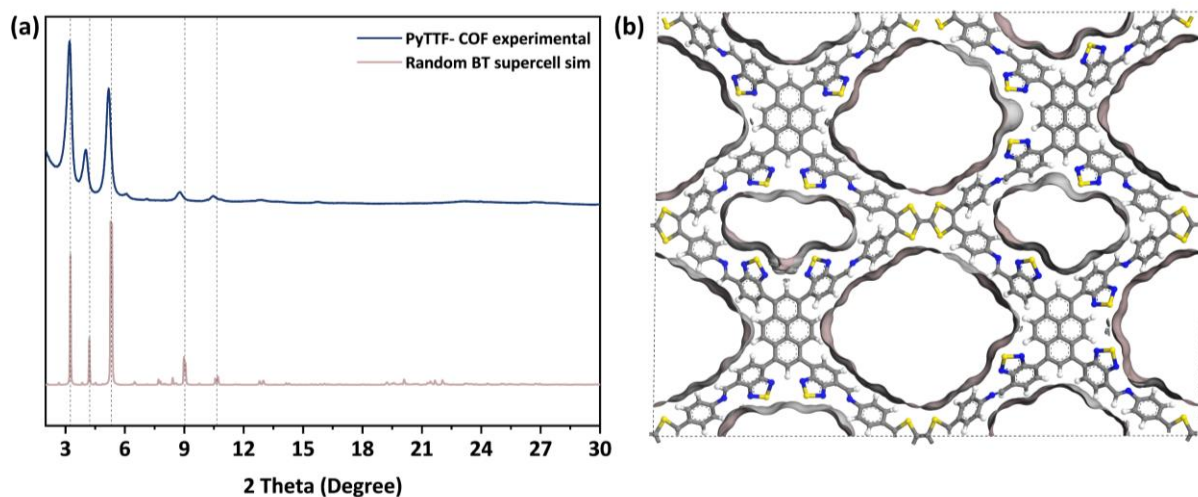 (a)
PyTTF- COF experimental
Random BT supercell sim
3 6 9 12 15 18 21 24 27 30
2 Theta (Degree)
(b)